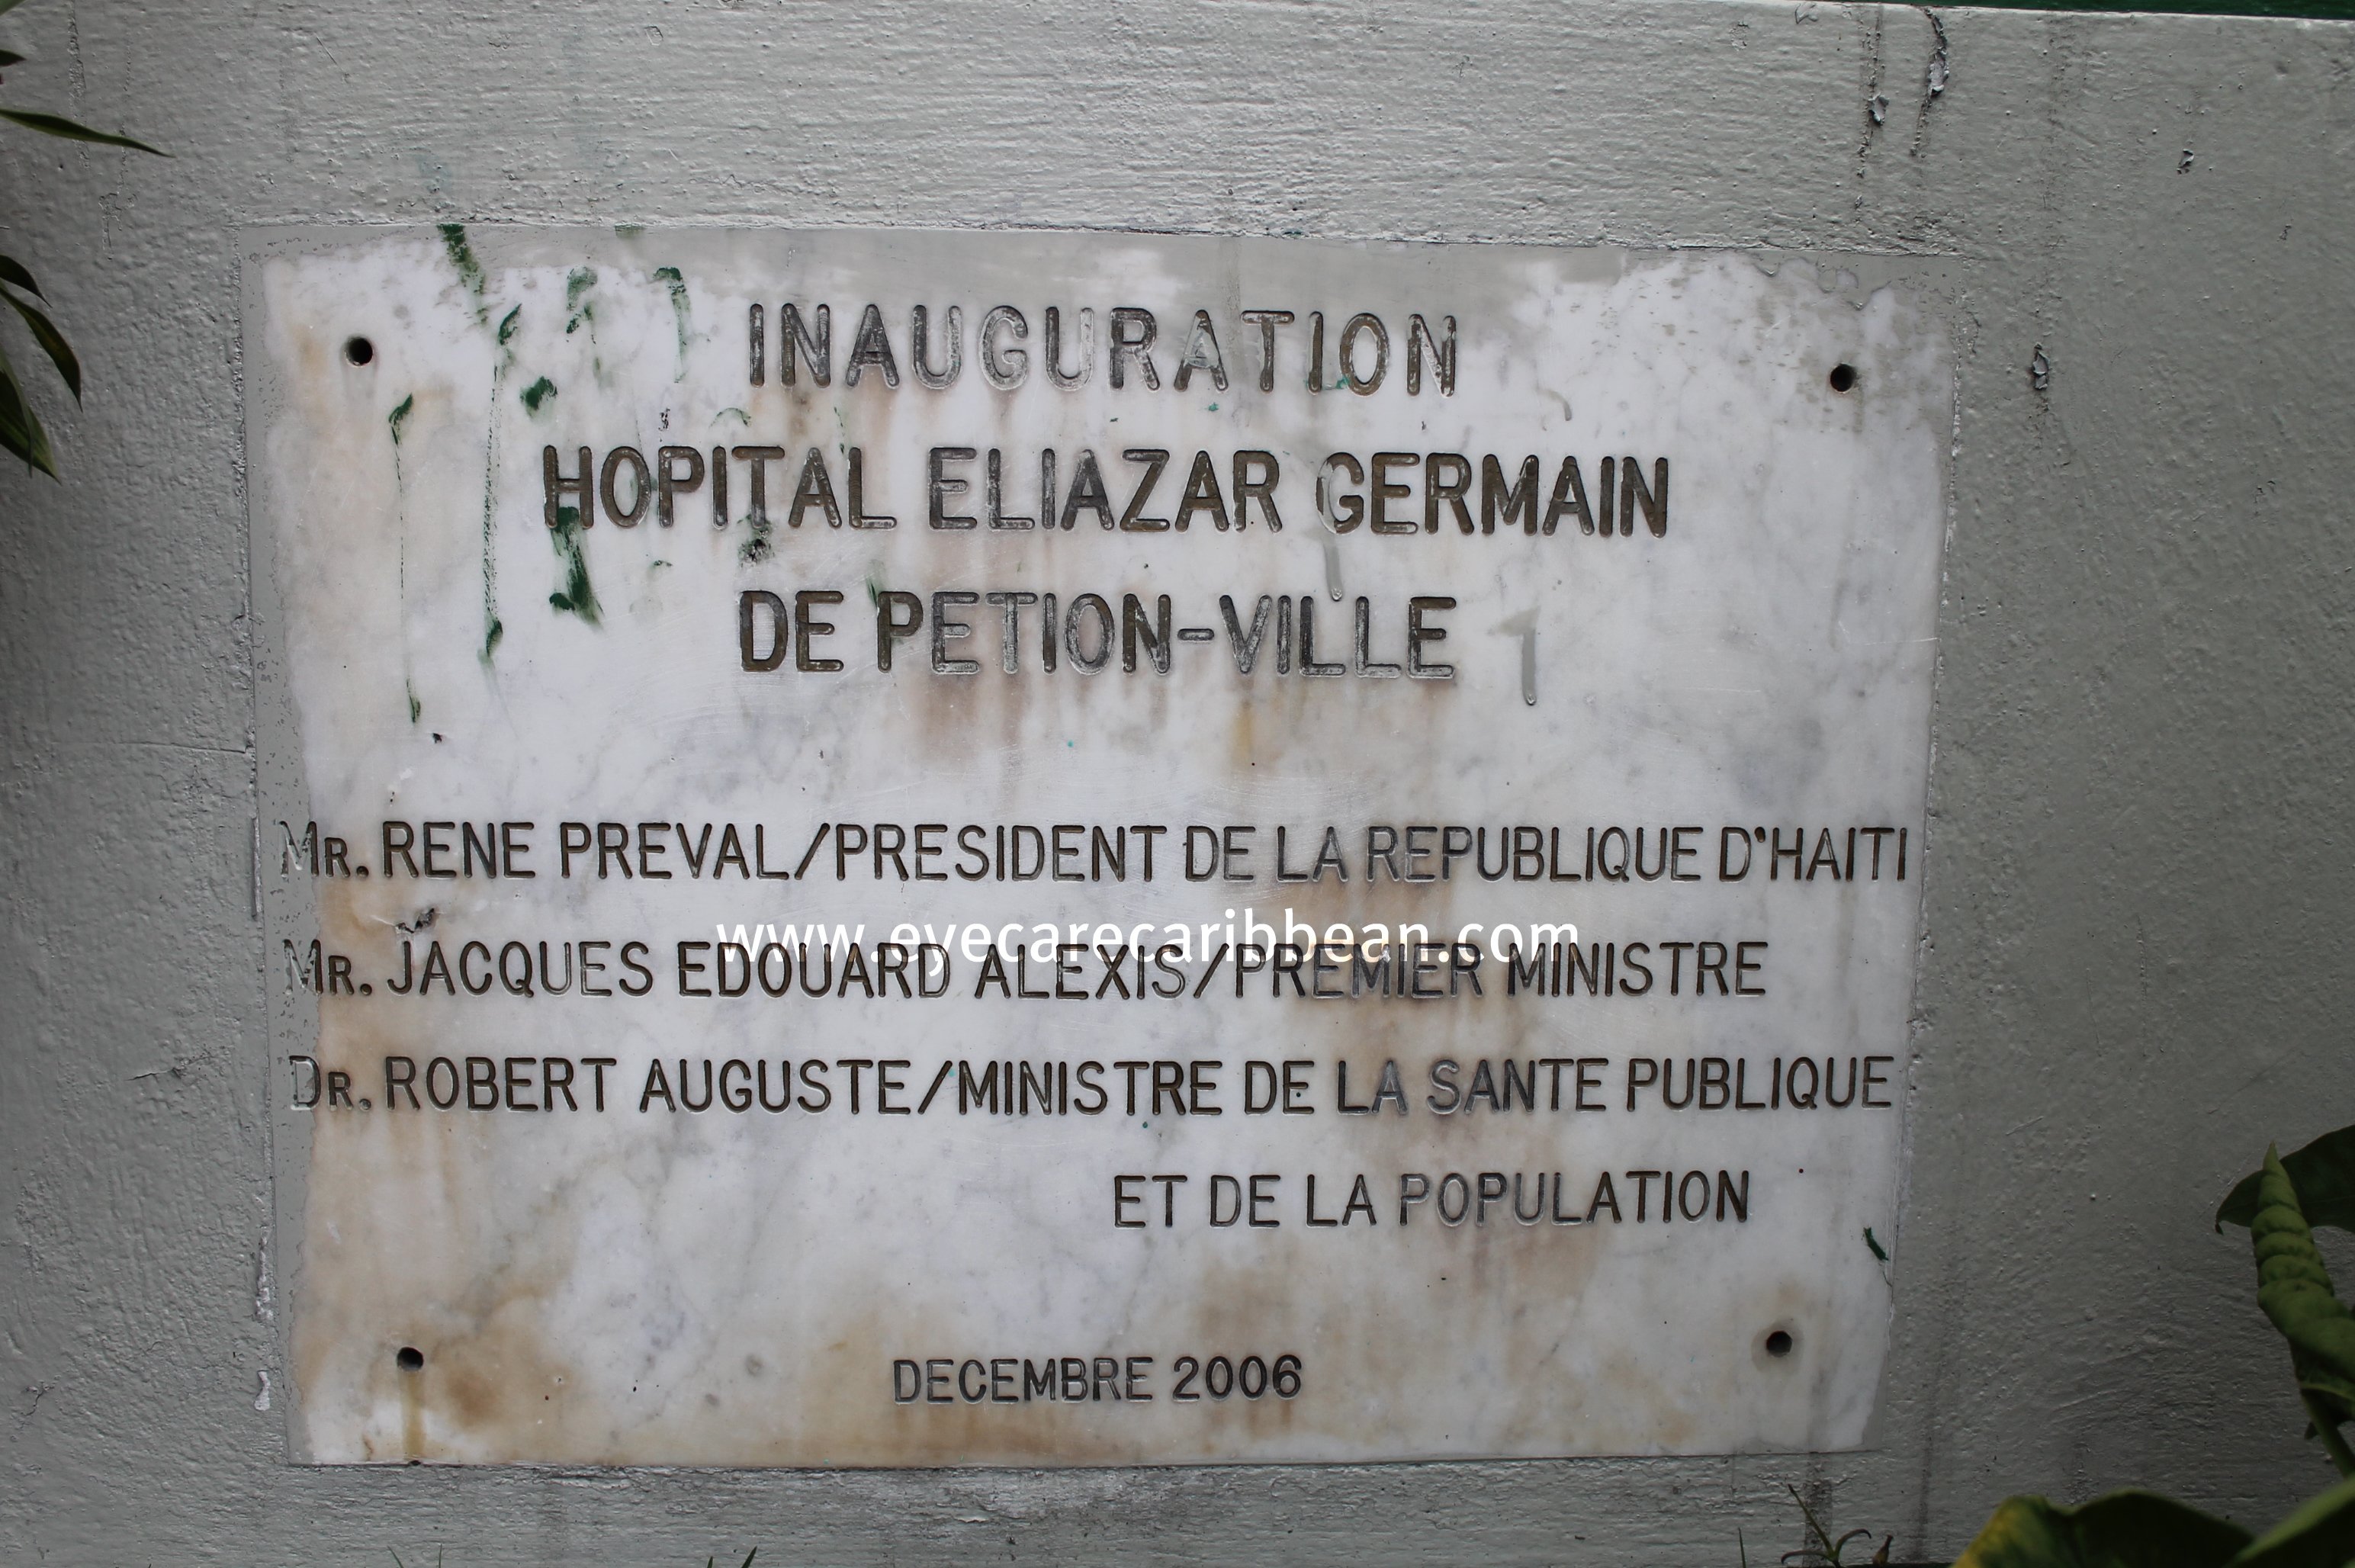 INAUGURATION
HOPITAL ELIAZAR GERMAIN
DE PETION-VILLE
MR. RENE PREVAL/PRESIDENT DE LA REPUBLIQUE D'HAITI
www.eyecarecaribbean.com
MR. JACQUES EDOUARD ALEXIS/PREMIER MINISTRE
DR. ROBERT AUGUSTE/MINISTRE DE LA SANTE PUBLIQUE
ET DE LA POPULATION
DECEMBRE 2006